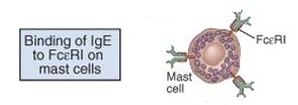 Binding of IgE
to FcεRI on
mast cells
FcεRI
Mast
cell